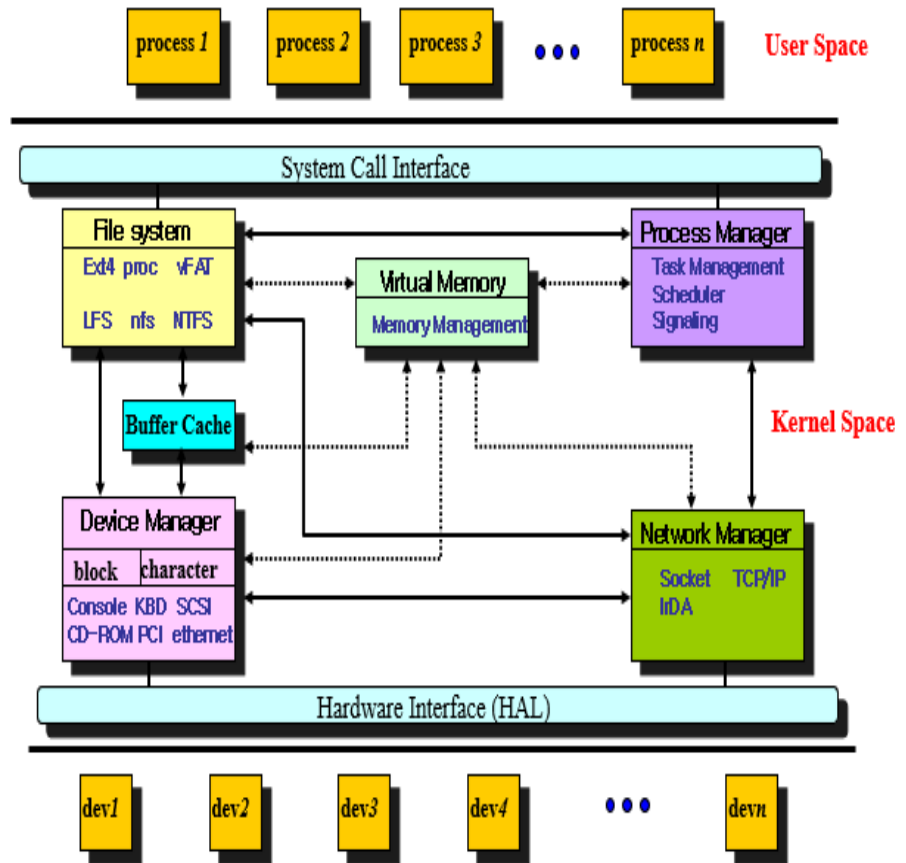 process 1
process 2
process 3
process n
User Space
System Call Interface
File system
Ext4 proc vFAT
LFS nfs NTFS
Virtual Memory
Memory Management
Process Manager
Task Management
Scheduler
Signaling
Buffer Cache
Kernel Space
Device Manager
block character
Console KBD SCSI
CD-ROM PCI ethernet
Network Manager
Socket TCP/IP
IrDA
Hardware Interface (HAL)
dev1
dev2
dev3
dev4
devn